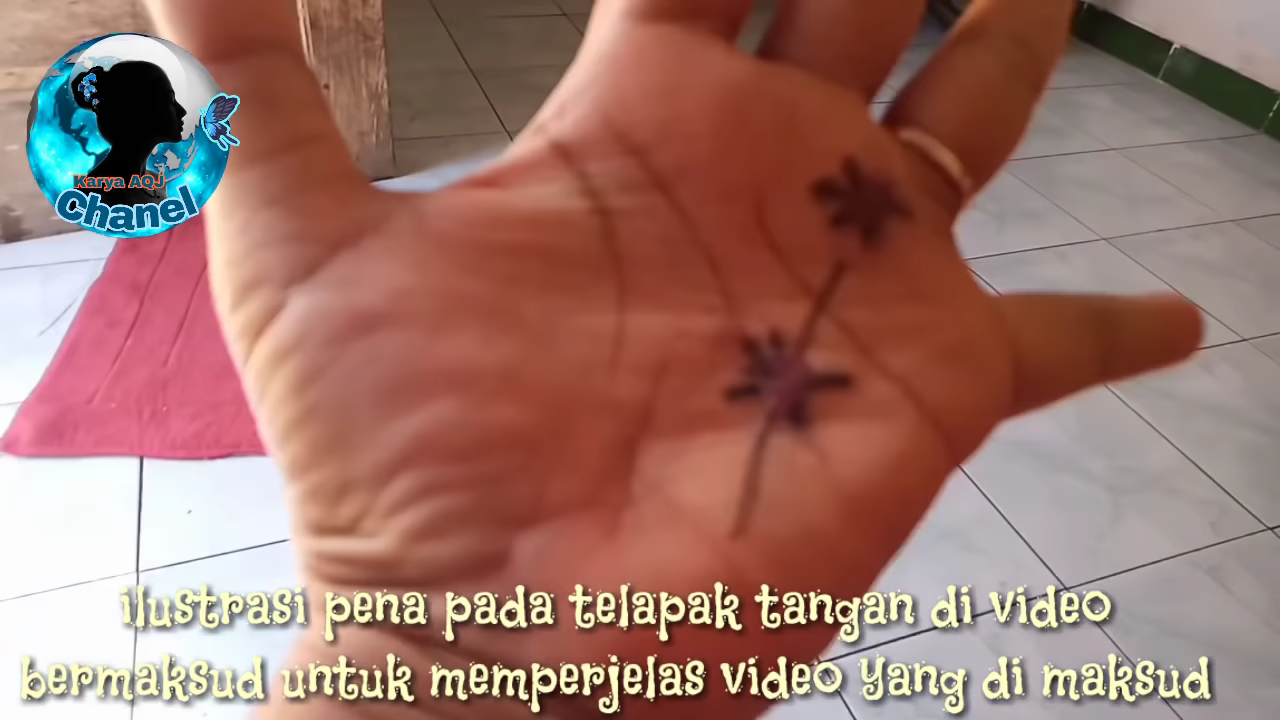 Karya AQJ
Chanel
ilustrasi pena pada telapak tangan di video
bermaksud untuk memperjelas video yang di maksud